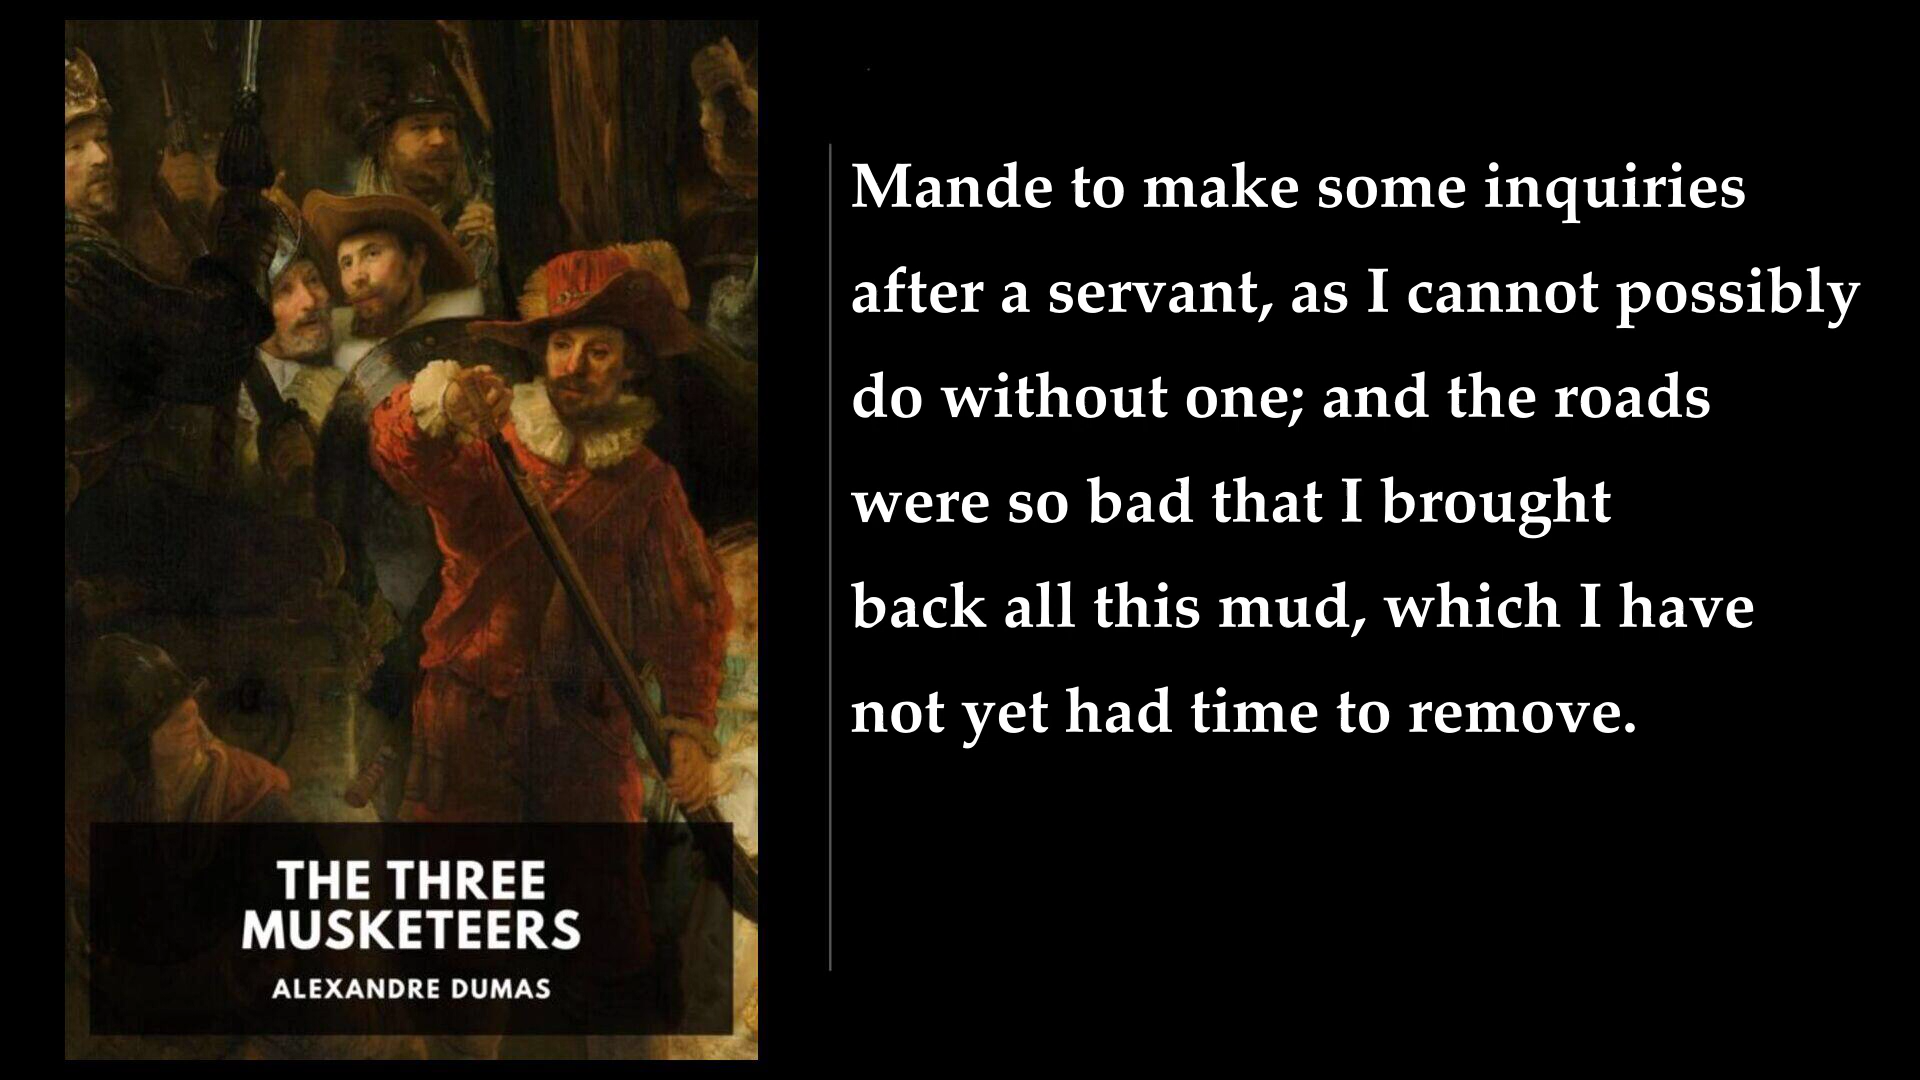 THE THREE
MUSKETEERS
ALEXANDRE DUMAS
Mande to make some inquiries
after a servant, as I cannot possibly
do without one; and the roads
were so bad that I brought
back all this mud, which I have
not yet had time to remove.